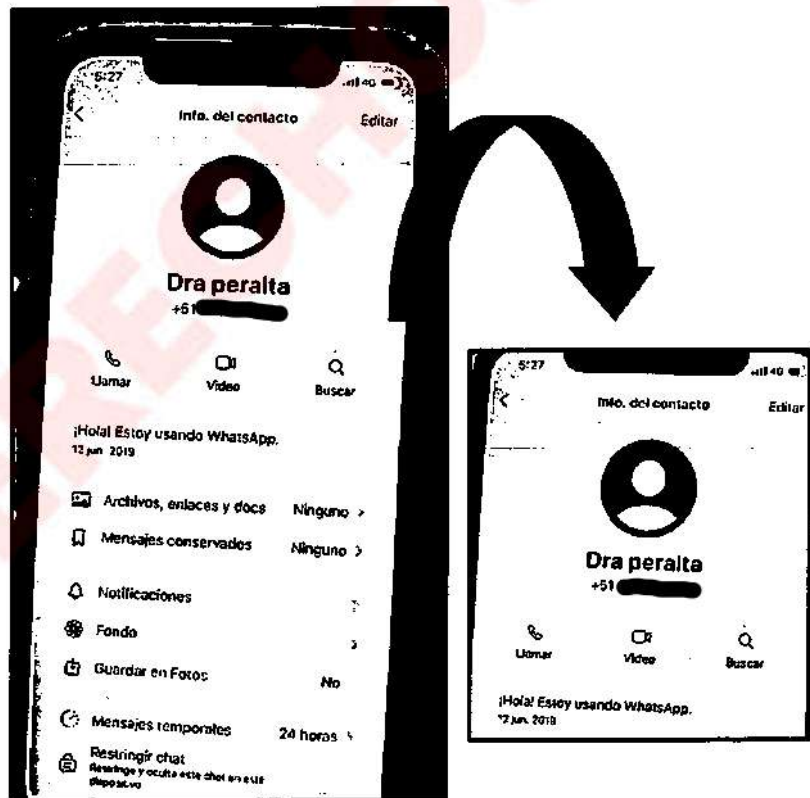 5:27
4G
Info. del contacto
Editar
Dra peralta
+51
Llamar
Video
Buscar
¡Hola! Estoy usando WhatsApp.
12 jun. 2019
Archivos, enlaces y docs
Ninguno
Mensajes conservados
Ninguno
Notificaciones
Fondo
Guardar en Fotos
No
Mensajes temporales
24 horas
Restringir chat
Restringe y oculta este chat en este
dispositivo
5:27
4G
Info. del contacto
Editar
Dra peralta
+51
Llamar
Video
Buscar
¡Hola! Estoy usando WhatsApp.
12 jun. 2019